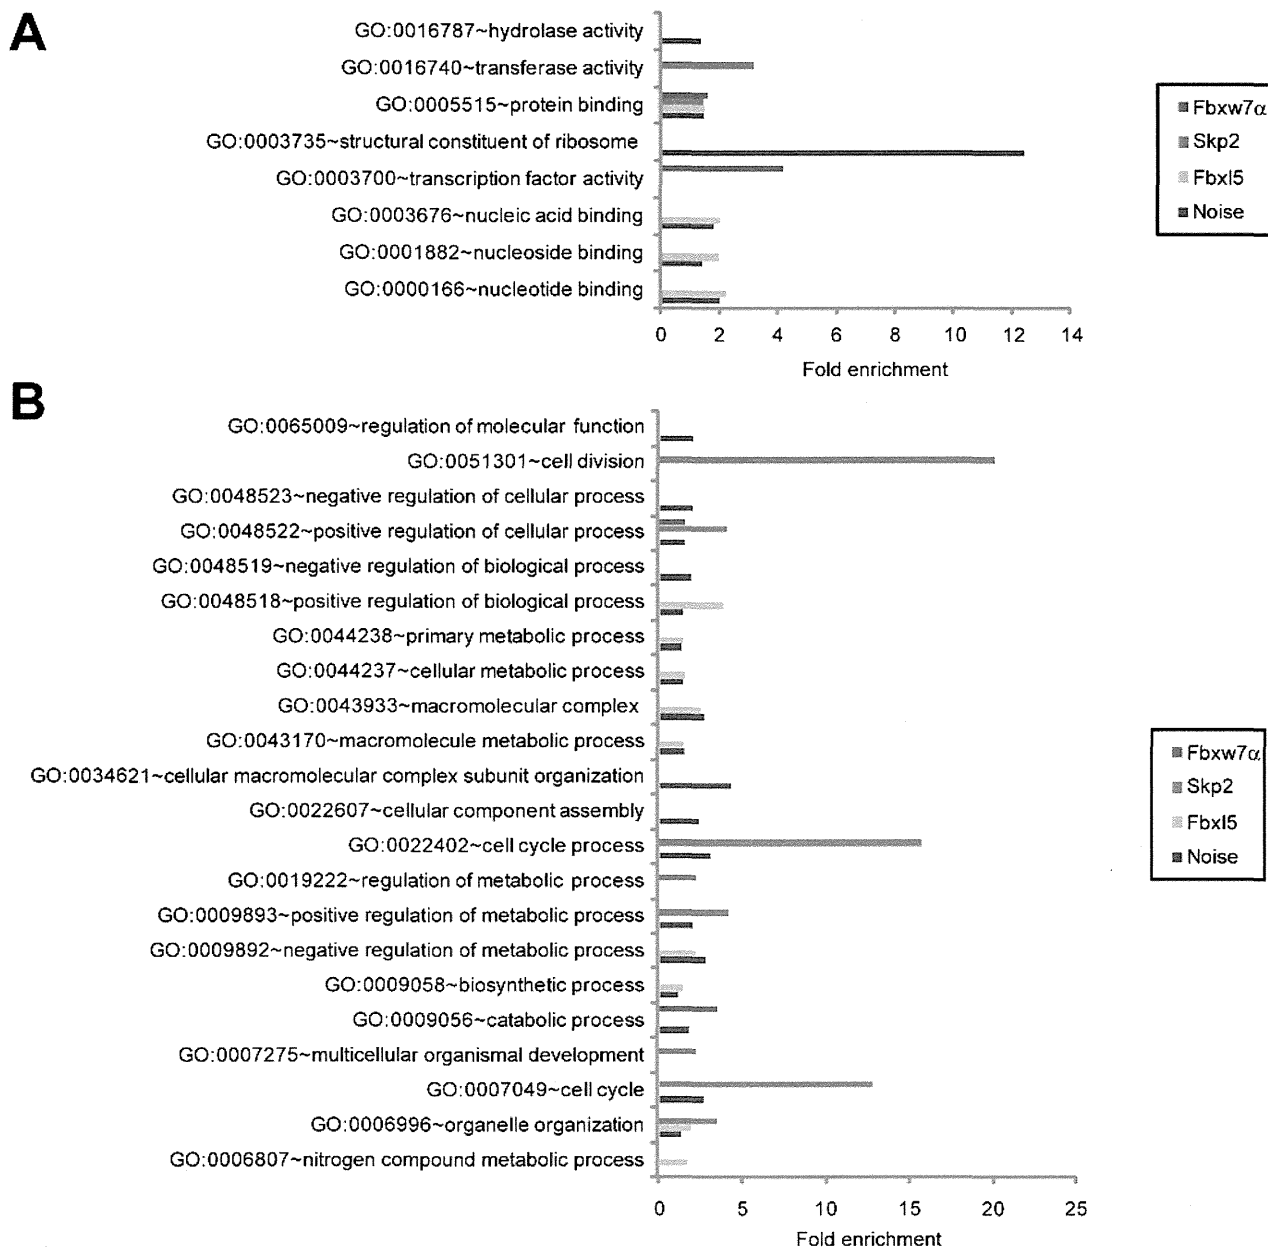 A
GO:0016787~hydrolase activity
GO:0016740~transferase activity
GO:0005515~protein binding
GO:0003735~structural constituent of ribosome
GO:0003700~transcription factor activity
GO:0003676~nucleic acid binding
GO:0001882~nucleoside binding
GO:0000166~nucleotide binding
0 2 4 6 8 10 12 14
Fold enrichment
Fbxw7α
Skp2
Fbxl5
Noise
B
GO:0065009~regulation of molecular function
GO:0051301~cell division
GO:0048523~negative regulation of cellular process
GO:0048522~positive regulation of cellular process
GO:0048519~negative regulation of biological process
GO:0048518~positive regulation of biological process
GO:0044238~primary metabolic process
GO:0044237~cellular metabolic process
GO:0043933~macromolecular complex
GO:0043170~macromolecule metabolic process
GO:0034621~cellular macromolecular complex subunit organization
GO:0022607~cellular component assembly
GO:0022402~cell cycle process
GO:0019222~regulation of metabolic process
GO:0009893~positive regulation of metabolic process
GO:0009892~negative regulation of metabolic process
GO:0009058~biosynthetic process
GO:0009056~catabolic process
GO:0007275~multicellular organismal development
GO:0007049~cell cycle
GO:0006996~organelle organization
GO:0006807~nitrogen compound metabolic process
0 5 10 15 20 25
Fold enrichment
Fbxw7α
Skp2
Fbxl5
Noise